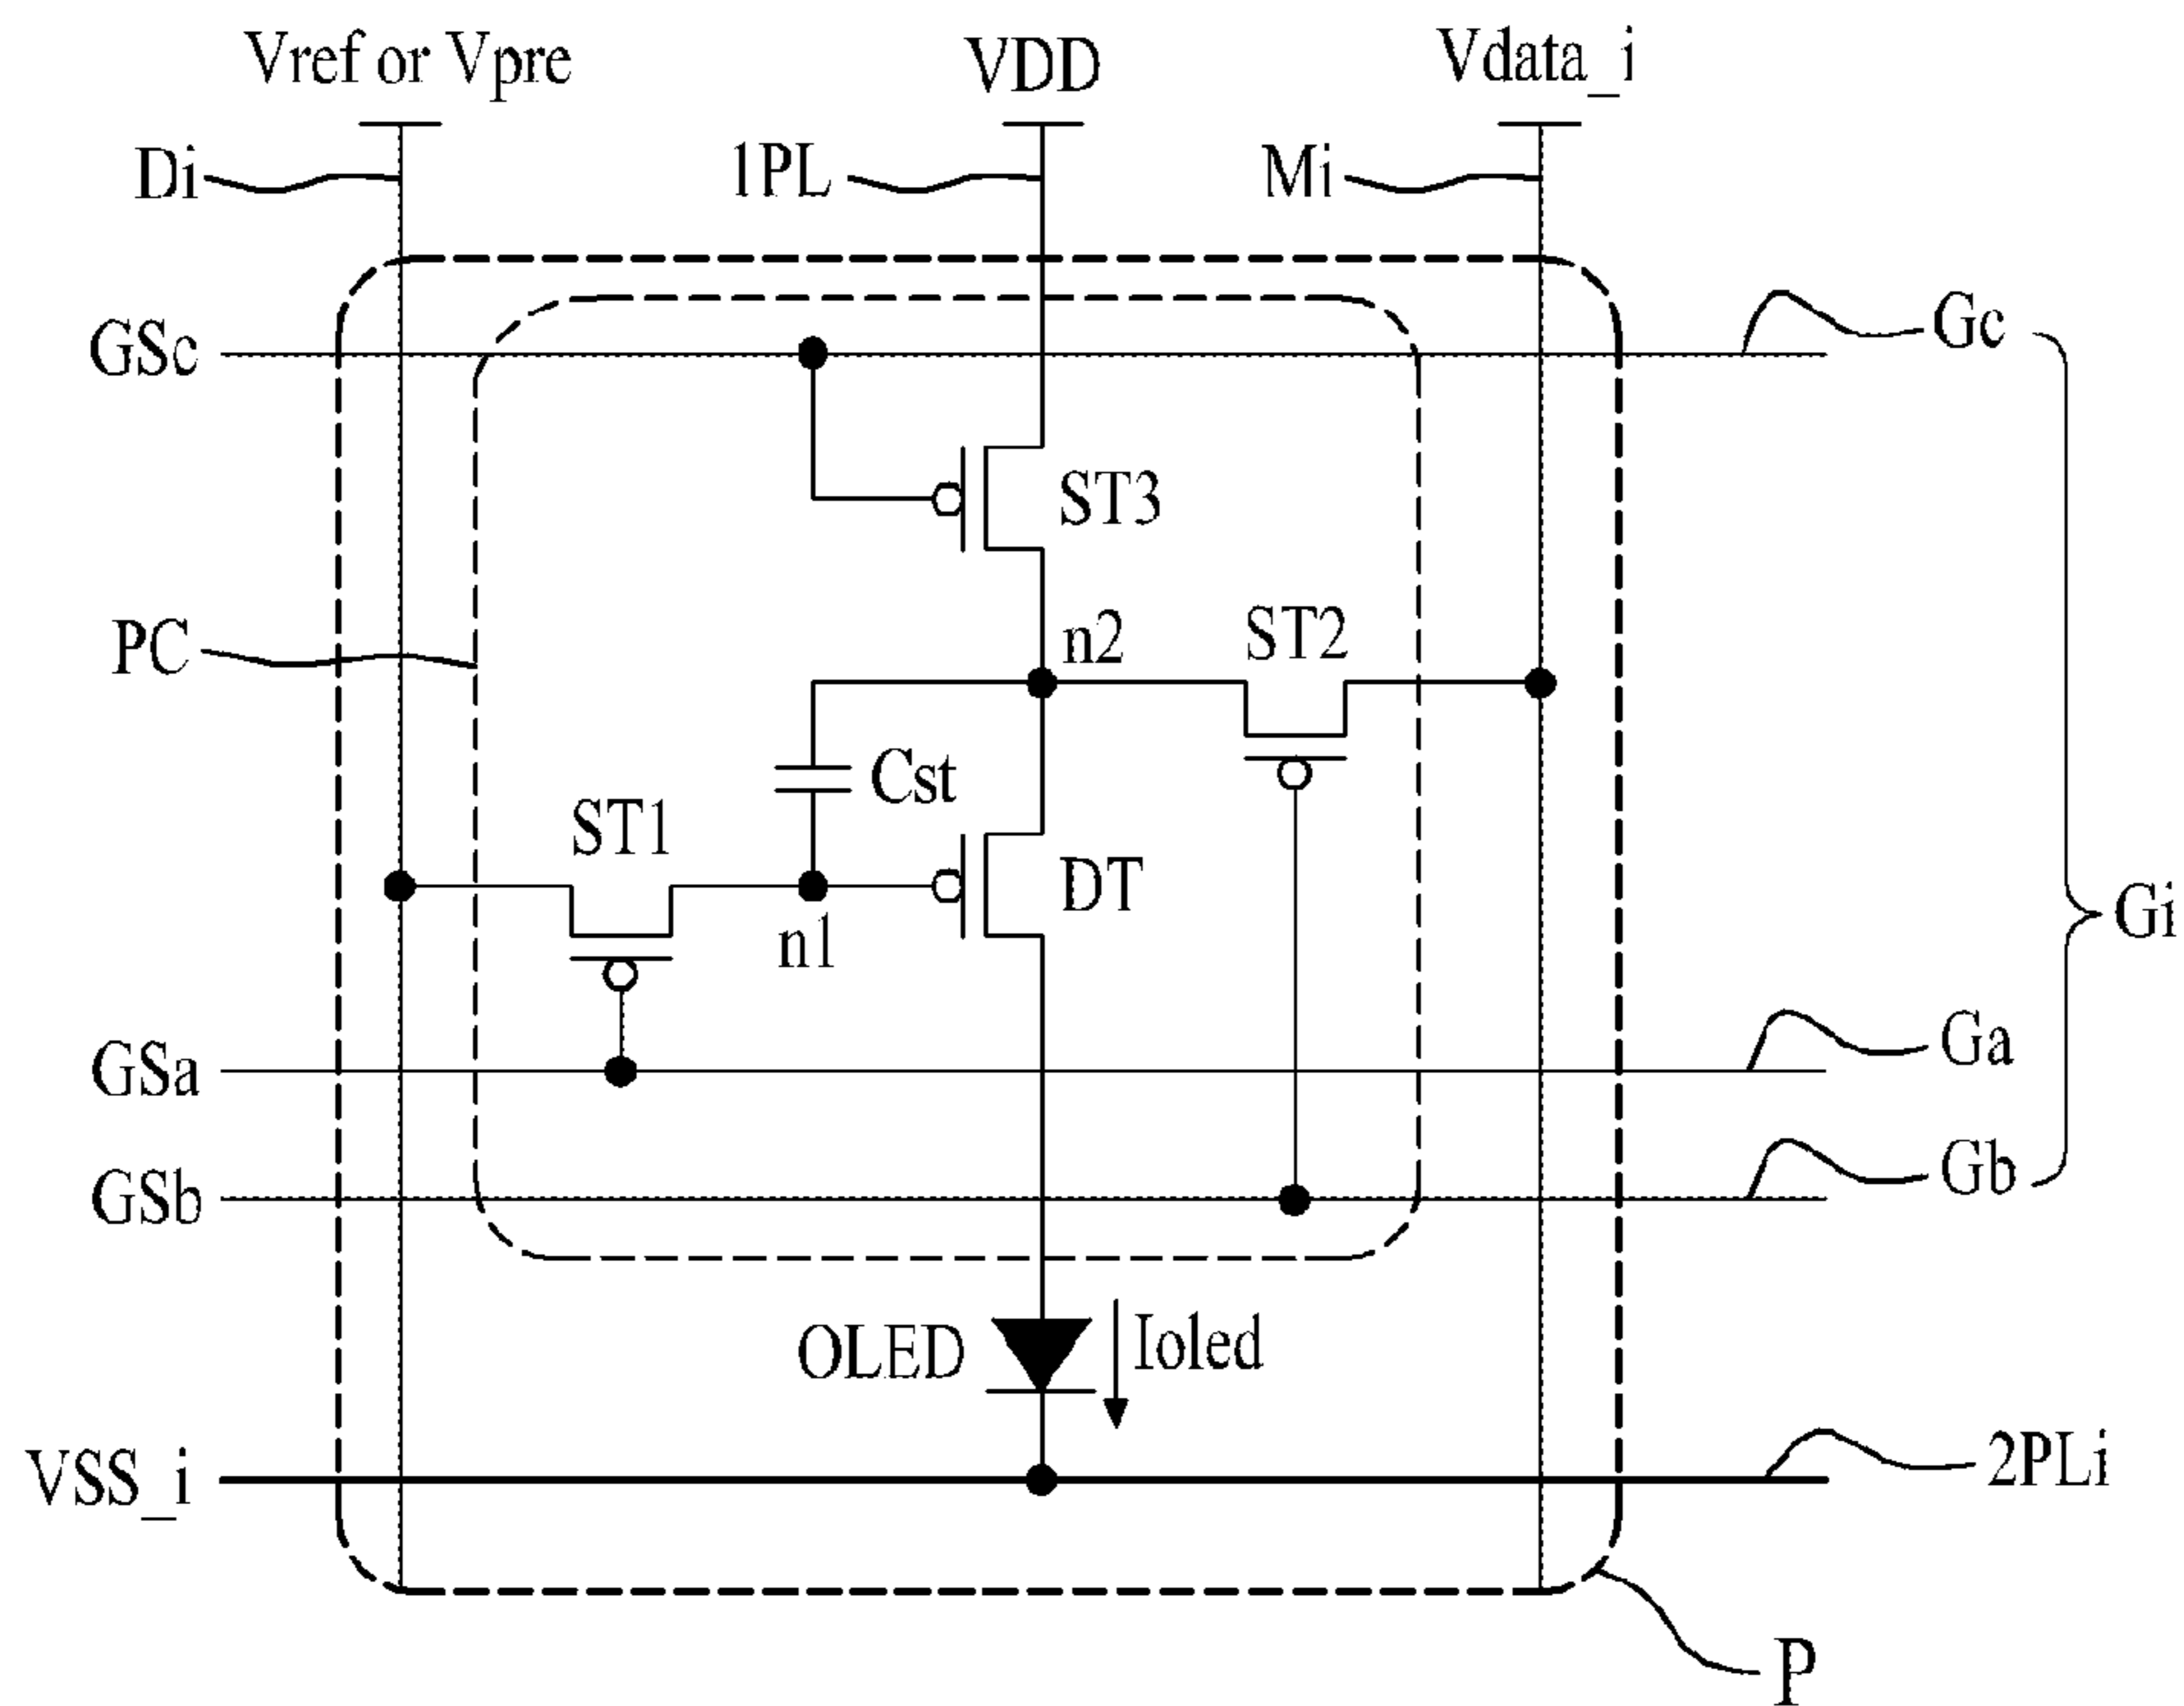 Vref or Vpre
VDD
Vdata_i
Di
1PL
Mi
GSc
Gc
ST3
PC
n2
ST2
Cst
ST1
DT
Gi
n1
GSa
Ga
GSb
Gb
OLED
Ioled
VSS_i
2PLi
P